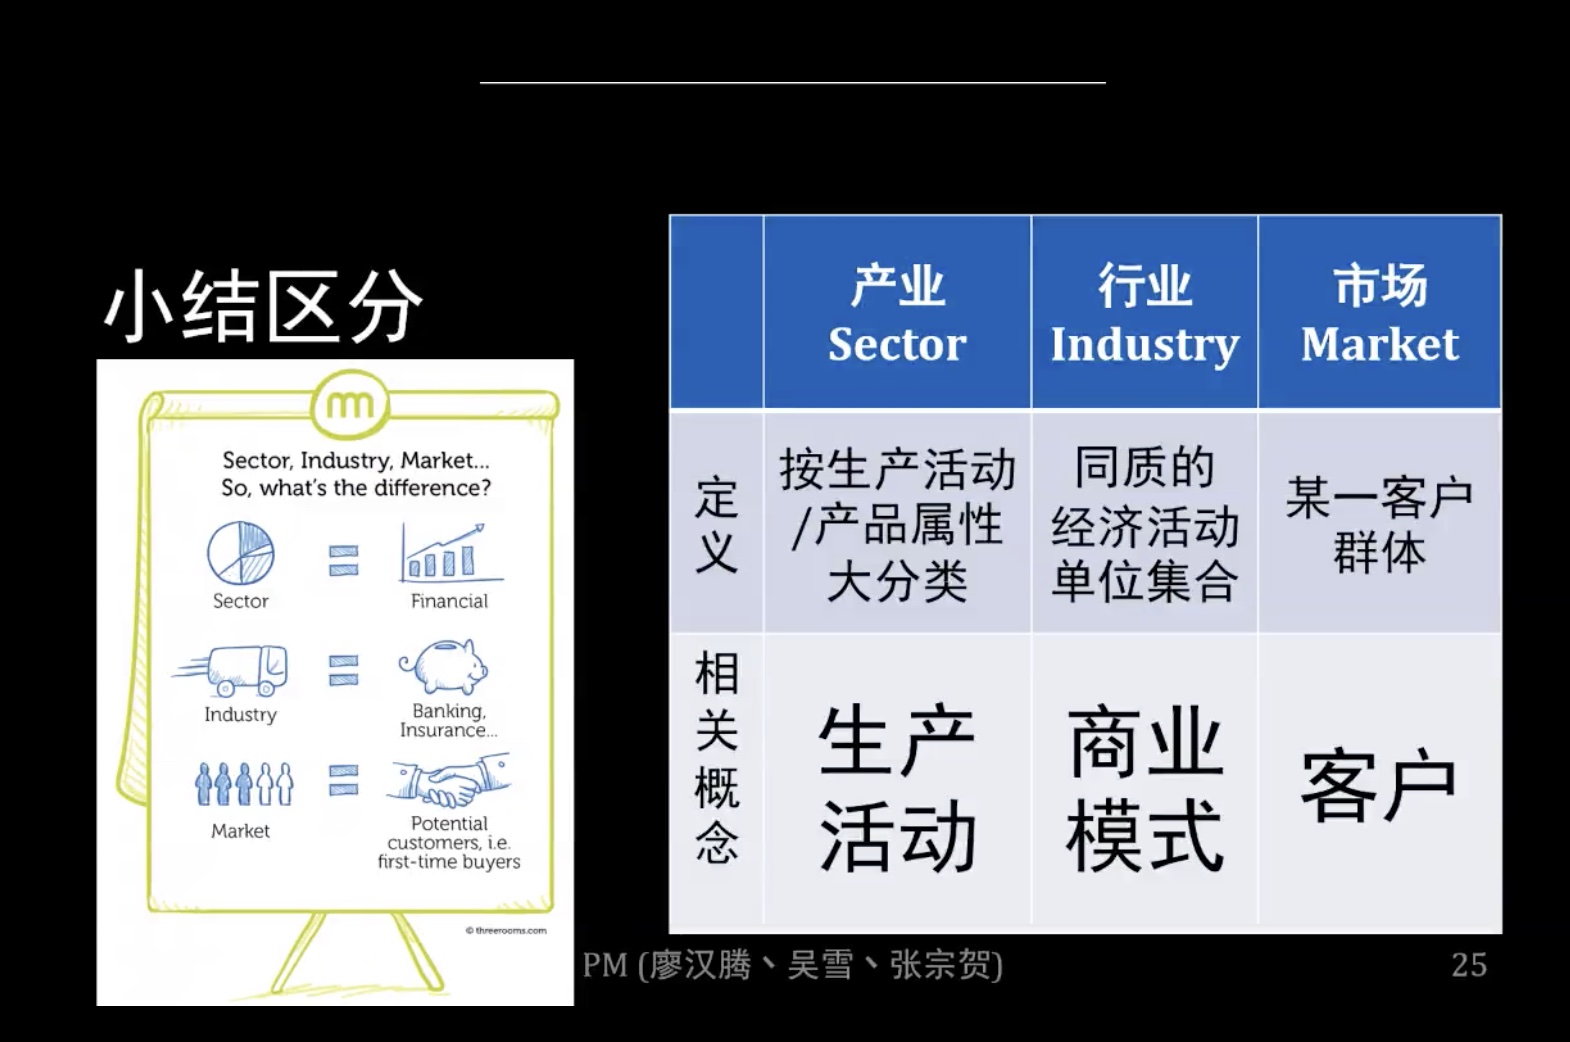 小结区分
Sector, Industry, Market...
So, what's the difference?
Sector
Financial
Industry
Banking,
Insurance...
Market
Potential
customers, i.e.
first-time buyers
© threerooms.com
产业
Sector
行业
Industry
市场
Market
定
义
按生产活动
/产品属性
大分类
同质的
经济活动
单位集合
某一客户
群体
相
关
概
念
生产
活动
商业
模式
客户
PM (廖汉腾、吴雪、张宗贺)
25